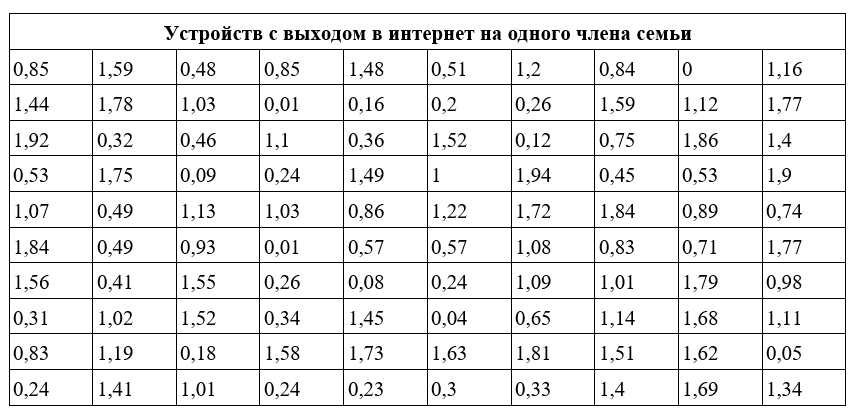 Устройств с выходом в интернет на одного члена семьи
0,85 1,59 0,48 0,85 1,48 0,51 1,2 0,84 0 1,16
1,44 1,78 1,03 0,01 0,16 0,2 0,26 1,59 1,12 1,77
1,92 0,32 0,46 1,1 0,36 1,52 0,12 0,75 1,86 1,4
0,53 1,75 0,09 0,24 1,49 1 1,94 0,45 0,53 1,9
1,07 0,49 1,13 1,03 0,86 1,22 1,72 1,84 0,89 0,74
1,84 0,49 0,93 0,01 0,57 0,57 1,08 0,83 0,71 1,77
1,56 0,41 1,55 0,26 0,08 0,24 1,09 1,01 1,79 0,98
0,31 1,02 1,52 0,34 1,45 0,04 0,65 1,14 1,68 1,11
0,83 1,19 0,18 1,58 1,73 1,63 1,81 1,51 1,62 0,05
0,24 1,41 1,01 0,24 0,23 0,3 0,33 1,4 1,69 1,34